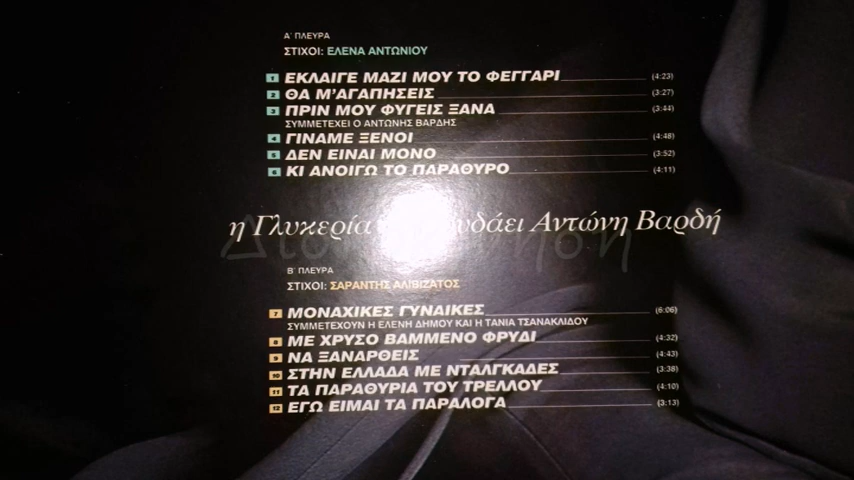 Α' ΠΛΕΥΡΑ
ΣΤΙΧΟΙ: ΕΛΕΝΑ ΑΝΤΩΝΙΟΥ
1 ΕΚΛΑΙΓΕ ΜΑΖΙ ΜΟΥ ΤΟ ΦΕΓΓΑΡΙ (4:23)
2 ΘΑ Μ'ΑΓΑΠΗΣΕΙΣ (3:27)
3 ΠΡΙΝ ΜΟΥ ΦΥΓΕΙΣ ΞΑΝΑ (3:44)
ΣΥΜΜΕΤΕΧΕΙ Ο ΑΝΤΩΝΗΣ ΒΑΡΔΗΣ
4 ΓΙΝΑΜΕ ΞΕΝΟΙ (4:48)
5 ΔΕΝ ΕΙΝΑΙ ΜΟΝΟ (3:52)
6 ΚΙ ΑΝΟΙΓΩ ΤΟ ΠΑΡΑΘΥΡΟ (4:11)
η Γλυκερία Αντώνη Βαρδή
Β' ΠΛΕΥΡΑ
ΣΤΙΧΟΙ: ΣΑΡΑΝΤΗΣ ΑΛΙΒΙΖΑΤΟΣ
7 ΜΟΝΑΧΙΚΕΣ ΓΥΝΑΙΚΕΣ (6:06)
ΣΥΜΜΕΤΕΧΟΥΝ Η ΕΛΕΝΗ ΔΗΜΟΥ ΚΑΙ Η ΤΑΝΙΑ ΤΣΑΝΑΚΛΙΔΟΥ
8 ΜΕ ΧΡΥΣΟ ΒΑΜΜΕΝΟ ΦΡΥΔΙ (4:32)
9 ΝΑ ΞΑΝΑΡΘΕΙΣ (4:43)
10 ΣΤΗΝ ΕΛΛΑΔΑ ΜΕ ΝΤΑΛΓΚΑΔΕΣ (3:38)
11 ΤΑ ΠΑΡΑΘΥΡΙΑ ΤΟΥ ΤΡΕΛΛΟΥ (4:10)
12 ΕΓΩ ΕΙΜΑΙ ΤΑ ΠΑΡΑΛΟΓΑ (3:13)